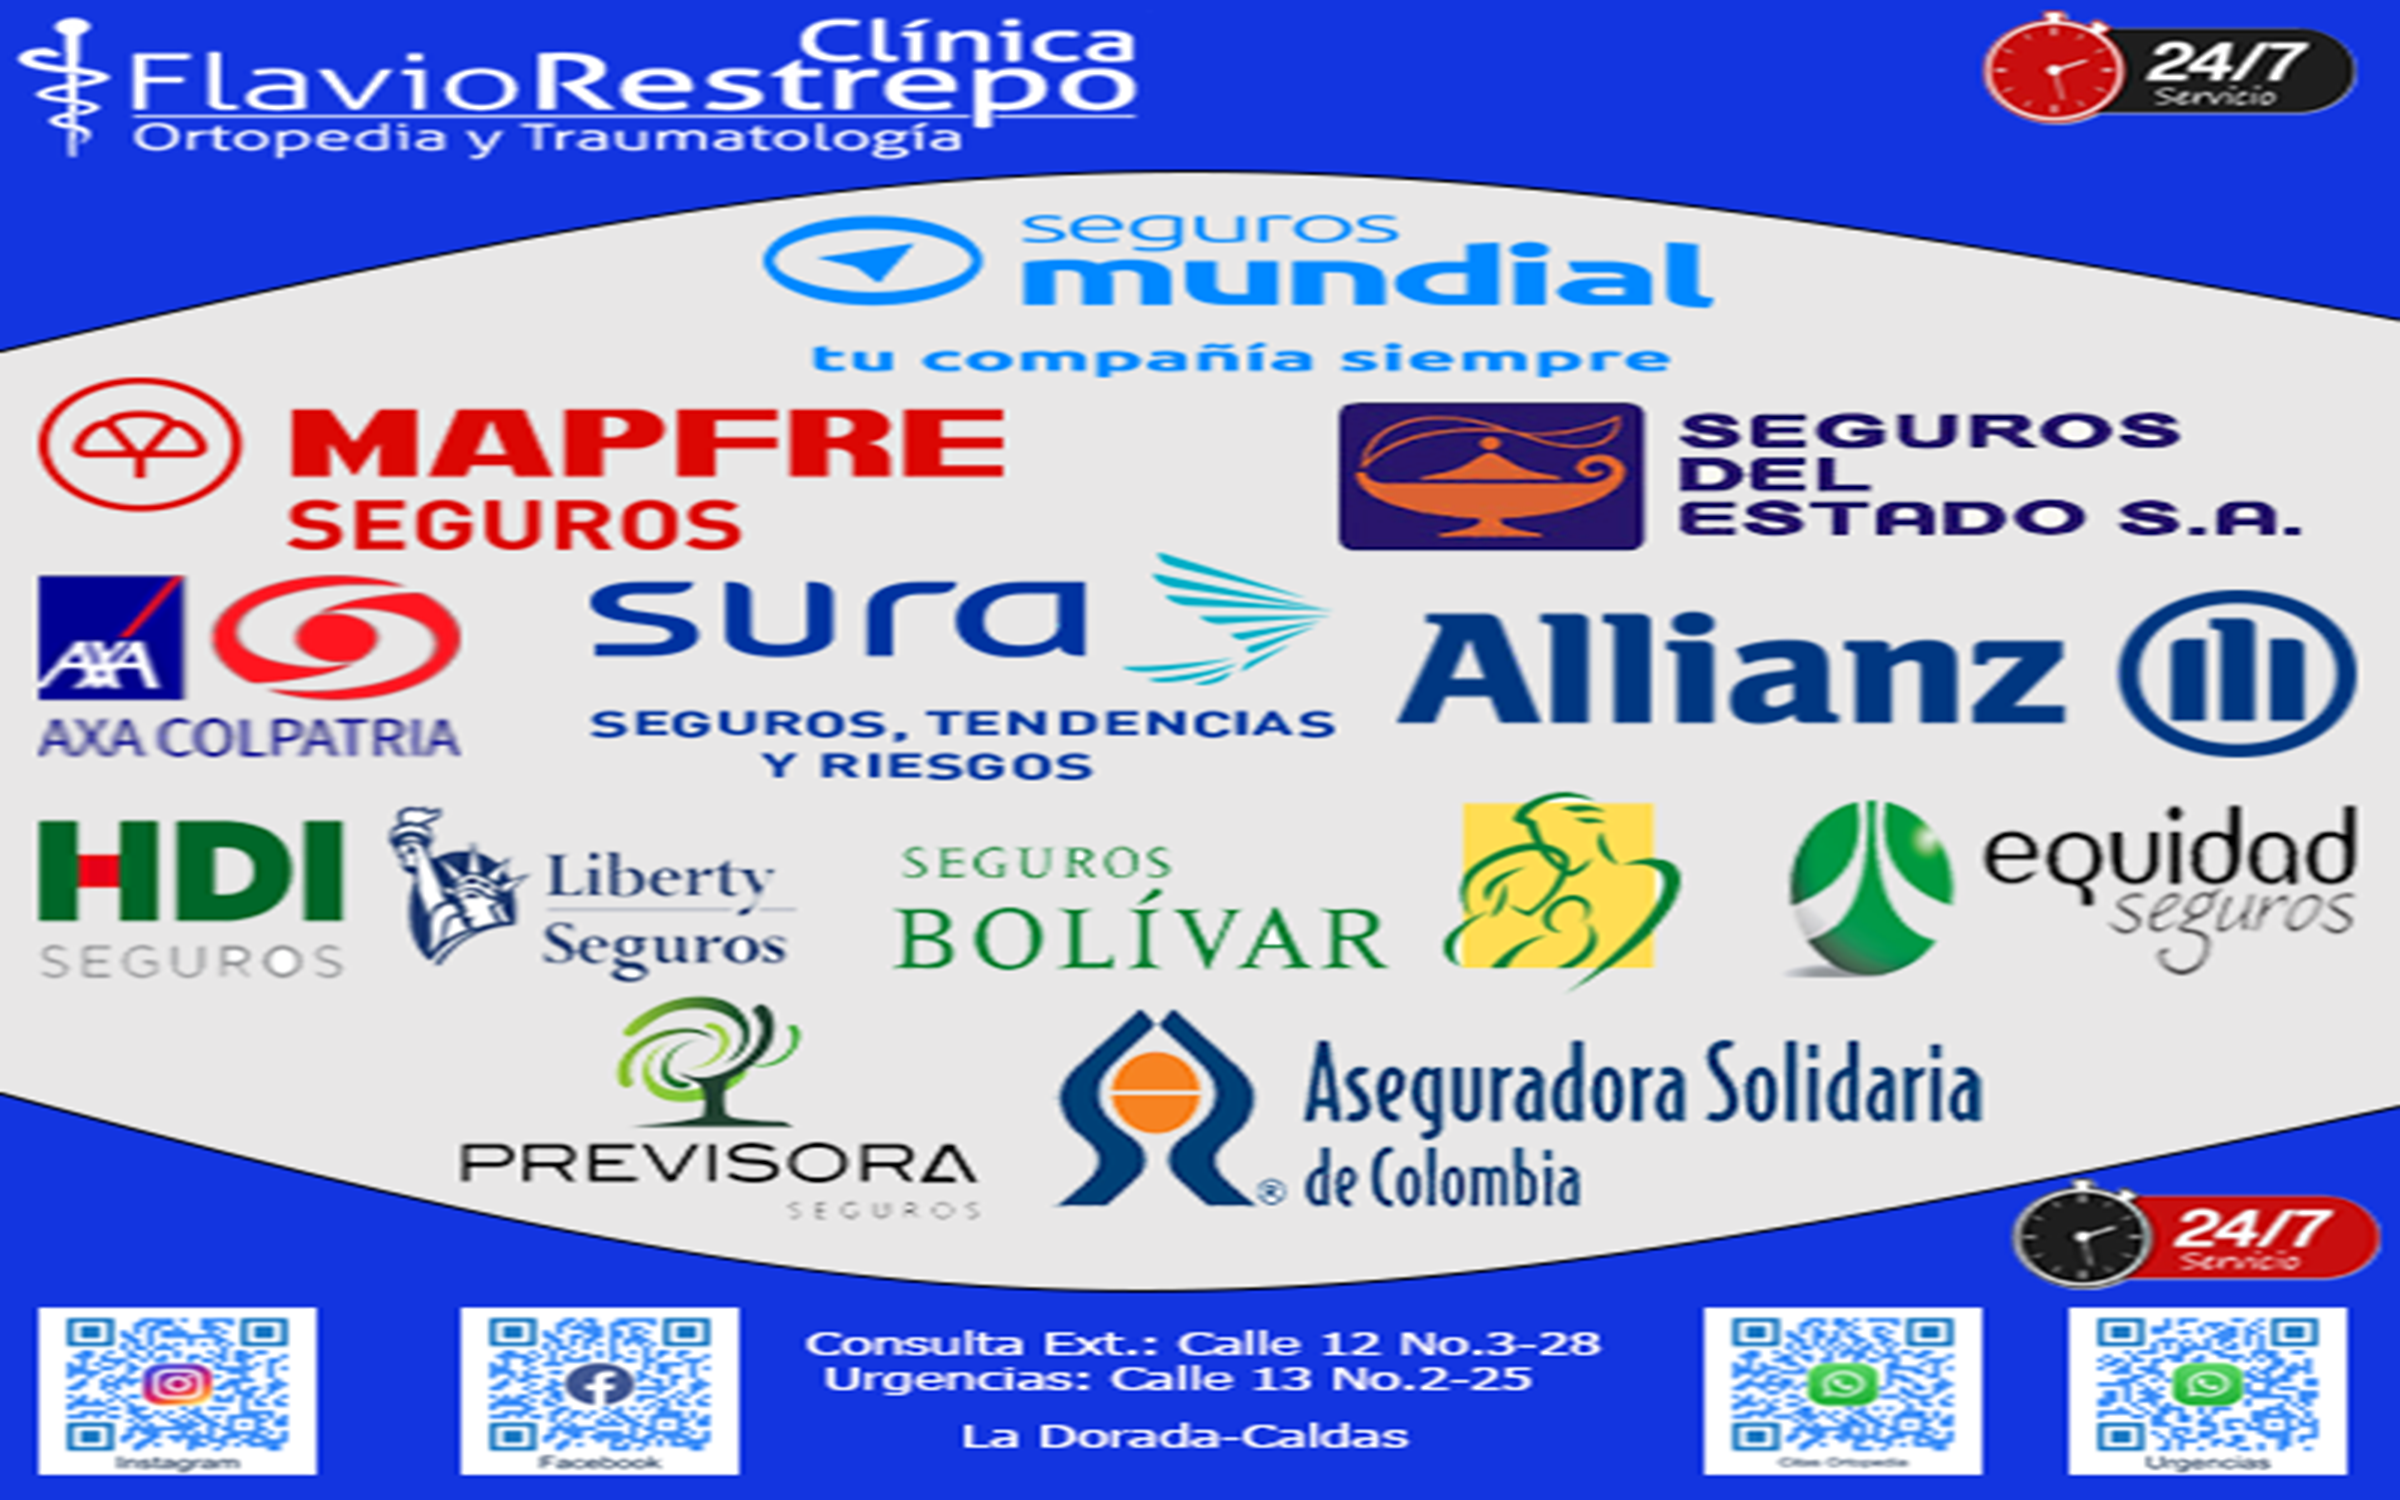 Clínica
FlavioRestrepo
Ortopedia y Traumatología
24/7
Servicio
seguros
mundial
tu compañía siempre
MAPFRE
SEGUROS
SEGUROS
DEL
ESTADO S.A.
AXA
AXA COLPATRIA
sura
SEGUROS, TENDENCIAS
Y RIESGOS
Allianz
HDI
SEGUROS
Liberty
Seguros
SEGUROS
BOLÍVAR
equidad
seguros
PREVISORA
SEGUROS
Aseguradora Solidaria
® de Colombia
24/7
Servicio
Instagram
Facebook
Consulta Ext.: Calle 12 No.3-28
Urgencias: Calle 13 No.2-25
La Dorada-Caldas
Citas Ortopedia
Urgencias